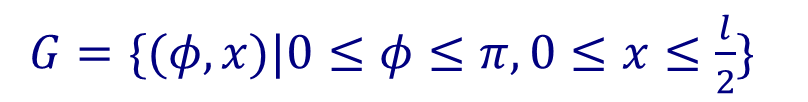 G = {(ϕ, x)|0 ≤ ϕ ≤ π, 0 ≤ x ≤ l/2}